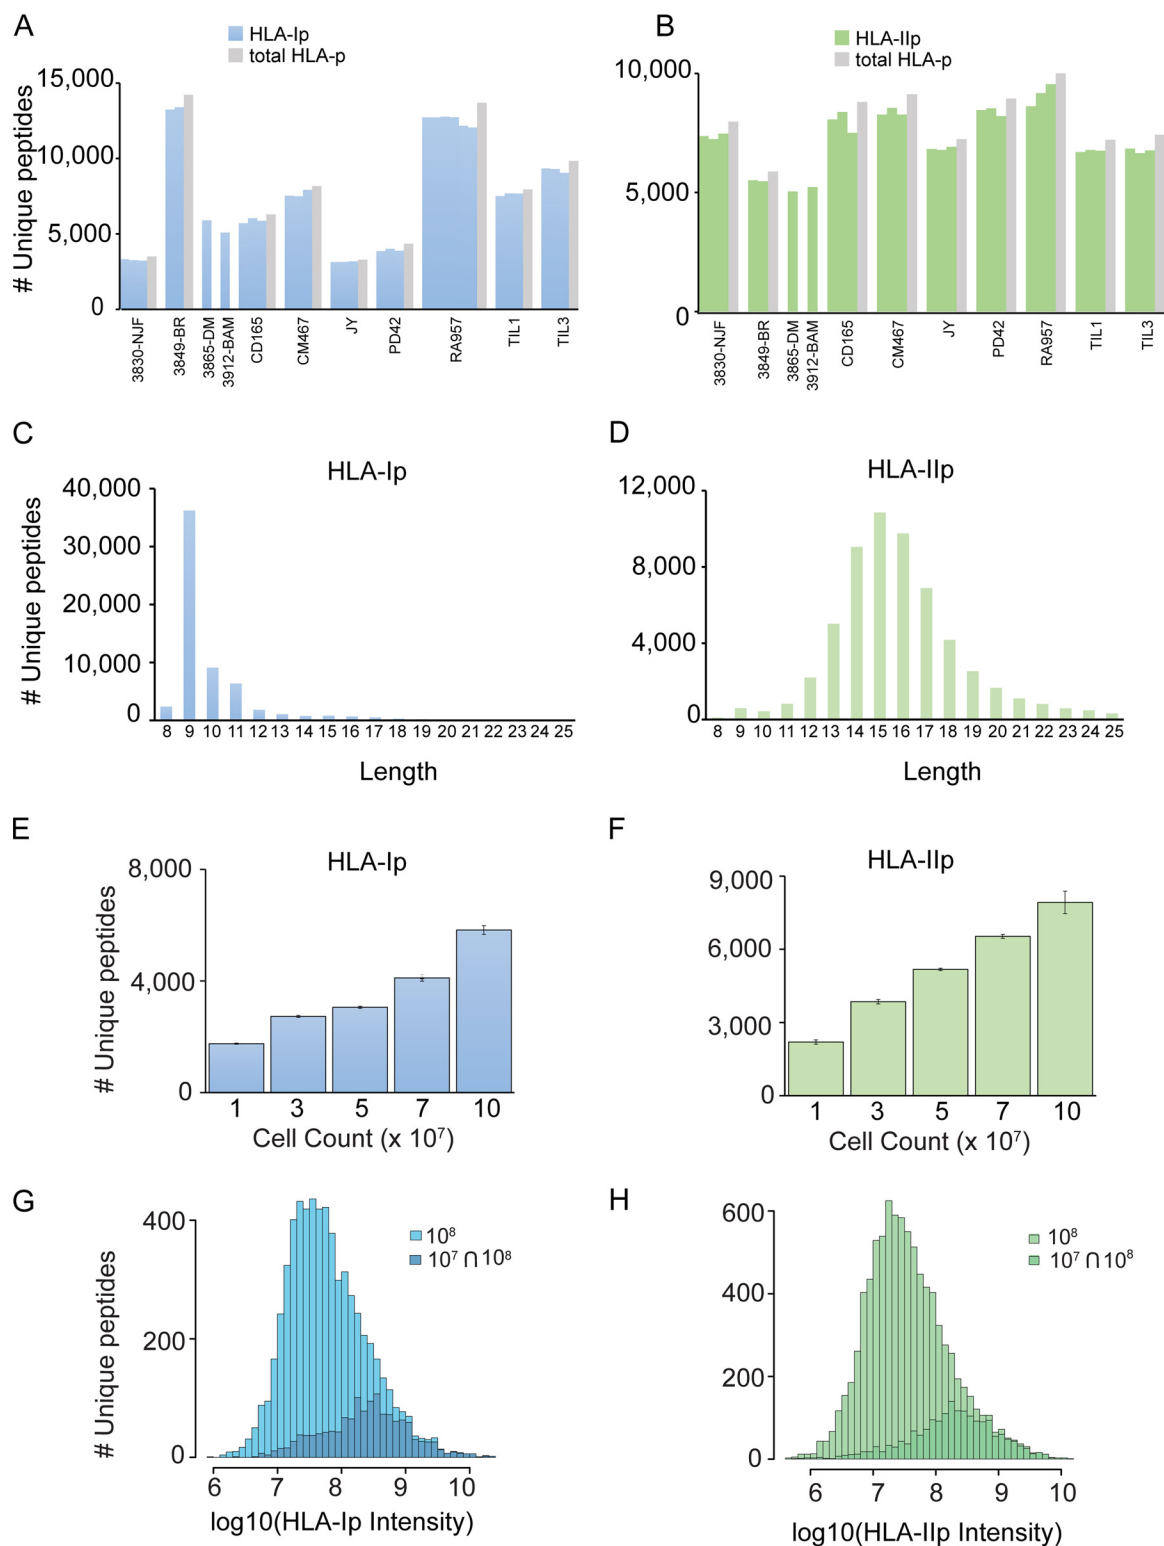 A
HLA-Ip
total HLA-p
# Unique peptides
15,000
10,000
5,000
0
3830-NJF
3849-BR
3865-DM
3912-BAM
CD165
CM467
JY
PD42
RA957
TIL1
TIL3
B
HLA-IIp
total HLA-p
10,000
5,000
0
3830-NJF
3849-BR
3865-DM
3912-BAM
CD165
CM467
JY
PD42
RA957
TIL1
TIL3
C
HLA-Ip
# Unique peptides
40,000
30,000
20,000
10,000
0
8 9 10 11 12 13 14 15 16 17 18 19 20 21 22 23 24 25
Length
D
HLA-IIp
12,000
8,000
4,000
0
8 9 10 11 12 13 14 15 16 17 18 19 20 21 22 23 24 25
Length
E
HLA-Ip
# Unique peptides
8,000
4,000
0
1 3 5 7 10
Cell Count (x 10⁷)
F
HLA-IIp
9,000
6,000
3,000
0
1 3 5 7 10
Cell Count (x 10⁷)
G
# Unique peptides
400
200
0
10⁸
10⁷ ∩ 10⁸
6 7 8 9 10
log10(HLA-Ip Intensity)
H
600
400
200
0
10⁸
10⁷ ∩ 10⁸
6 7 8 9 10
log10(HLA-IIp Intensity)